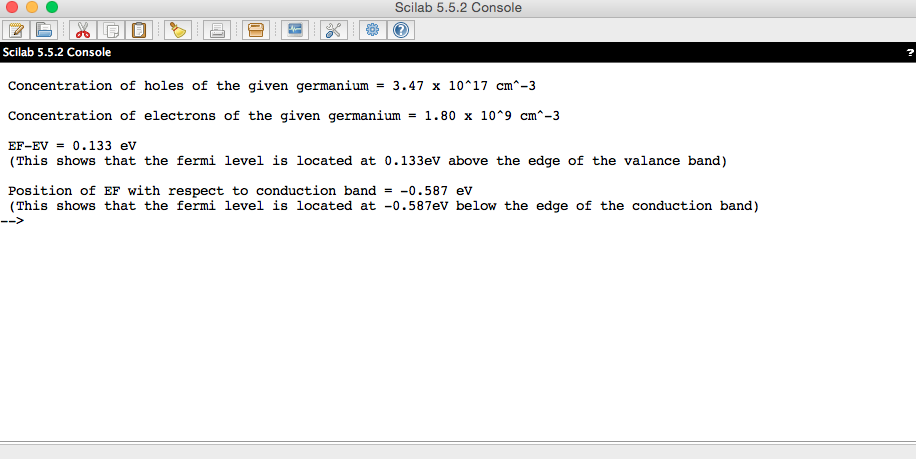 Scilab 5.5.2 Console
Scilab 5.5.2 Console ?
Concentration of holes of the given germanium = 3.47 x 10^17 cm^-3
Concentration of electrons of the given germanium = 1.80 x 10^9 cm^-3
EF-EV = 0.133 eV
(This shows that the fermi level is located at 0.133eV above the edge of the valance band)
Position of EF with respect to conduction band = -0.587 eV
(This shows that the fermi level is located at -0.587eV below the edge of the conduction band)
-->